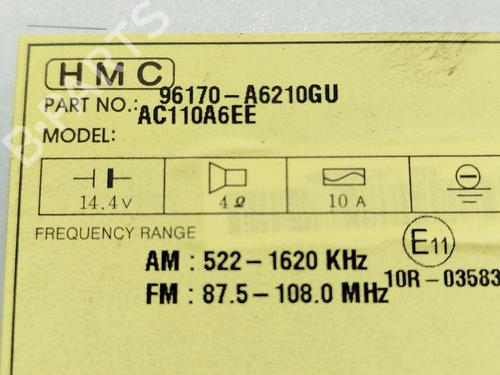 HMC
PART NO.: 96170-A6210GU
AC110A6EE
MODEL:
14.4v 4Ω 10 A
FREQUENCY RANGE
E11
AM : 522-1620 KHz
10R-03583
FM : 87.5-108.0 MHz
B-PARTS